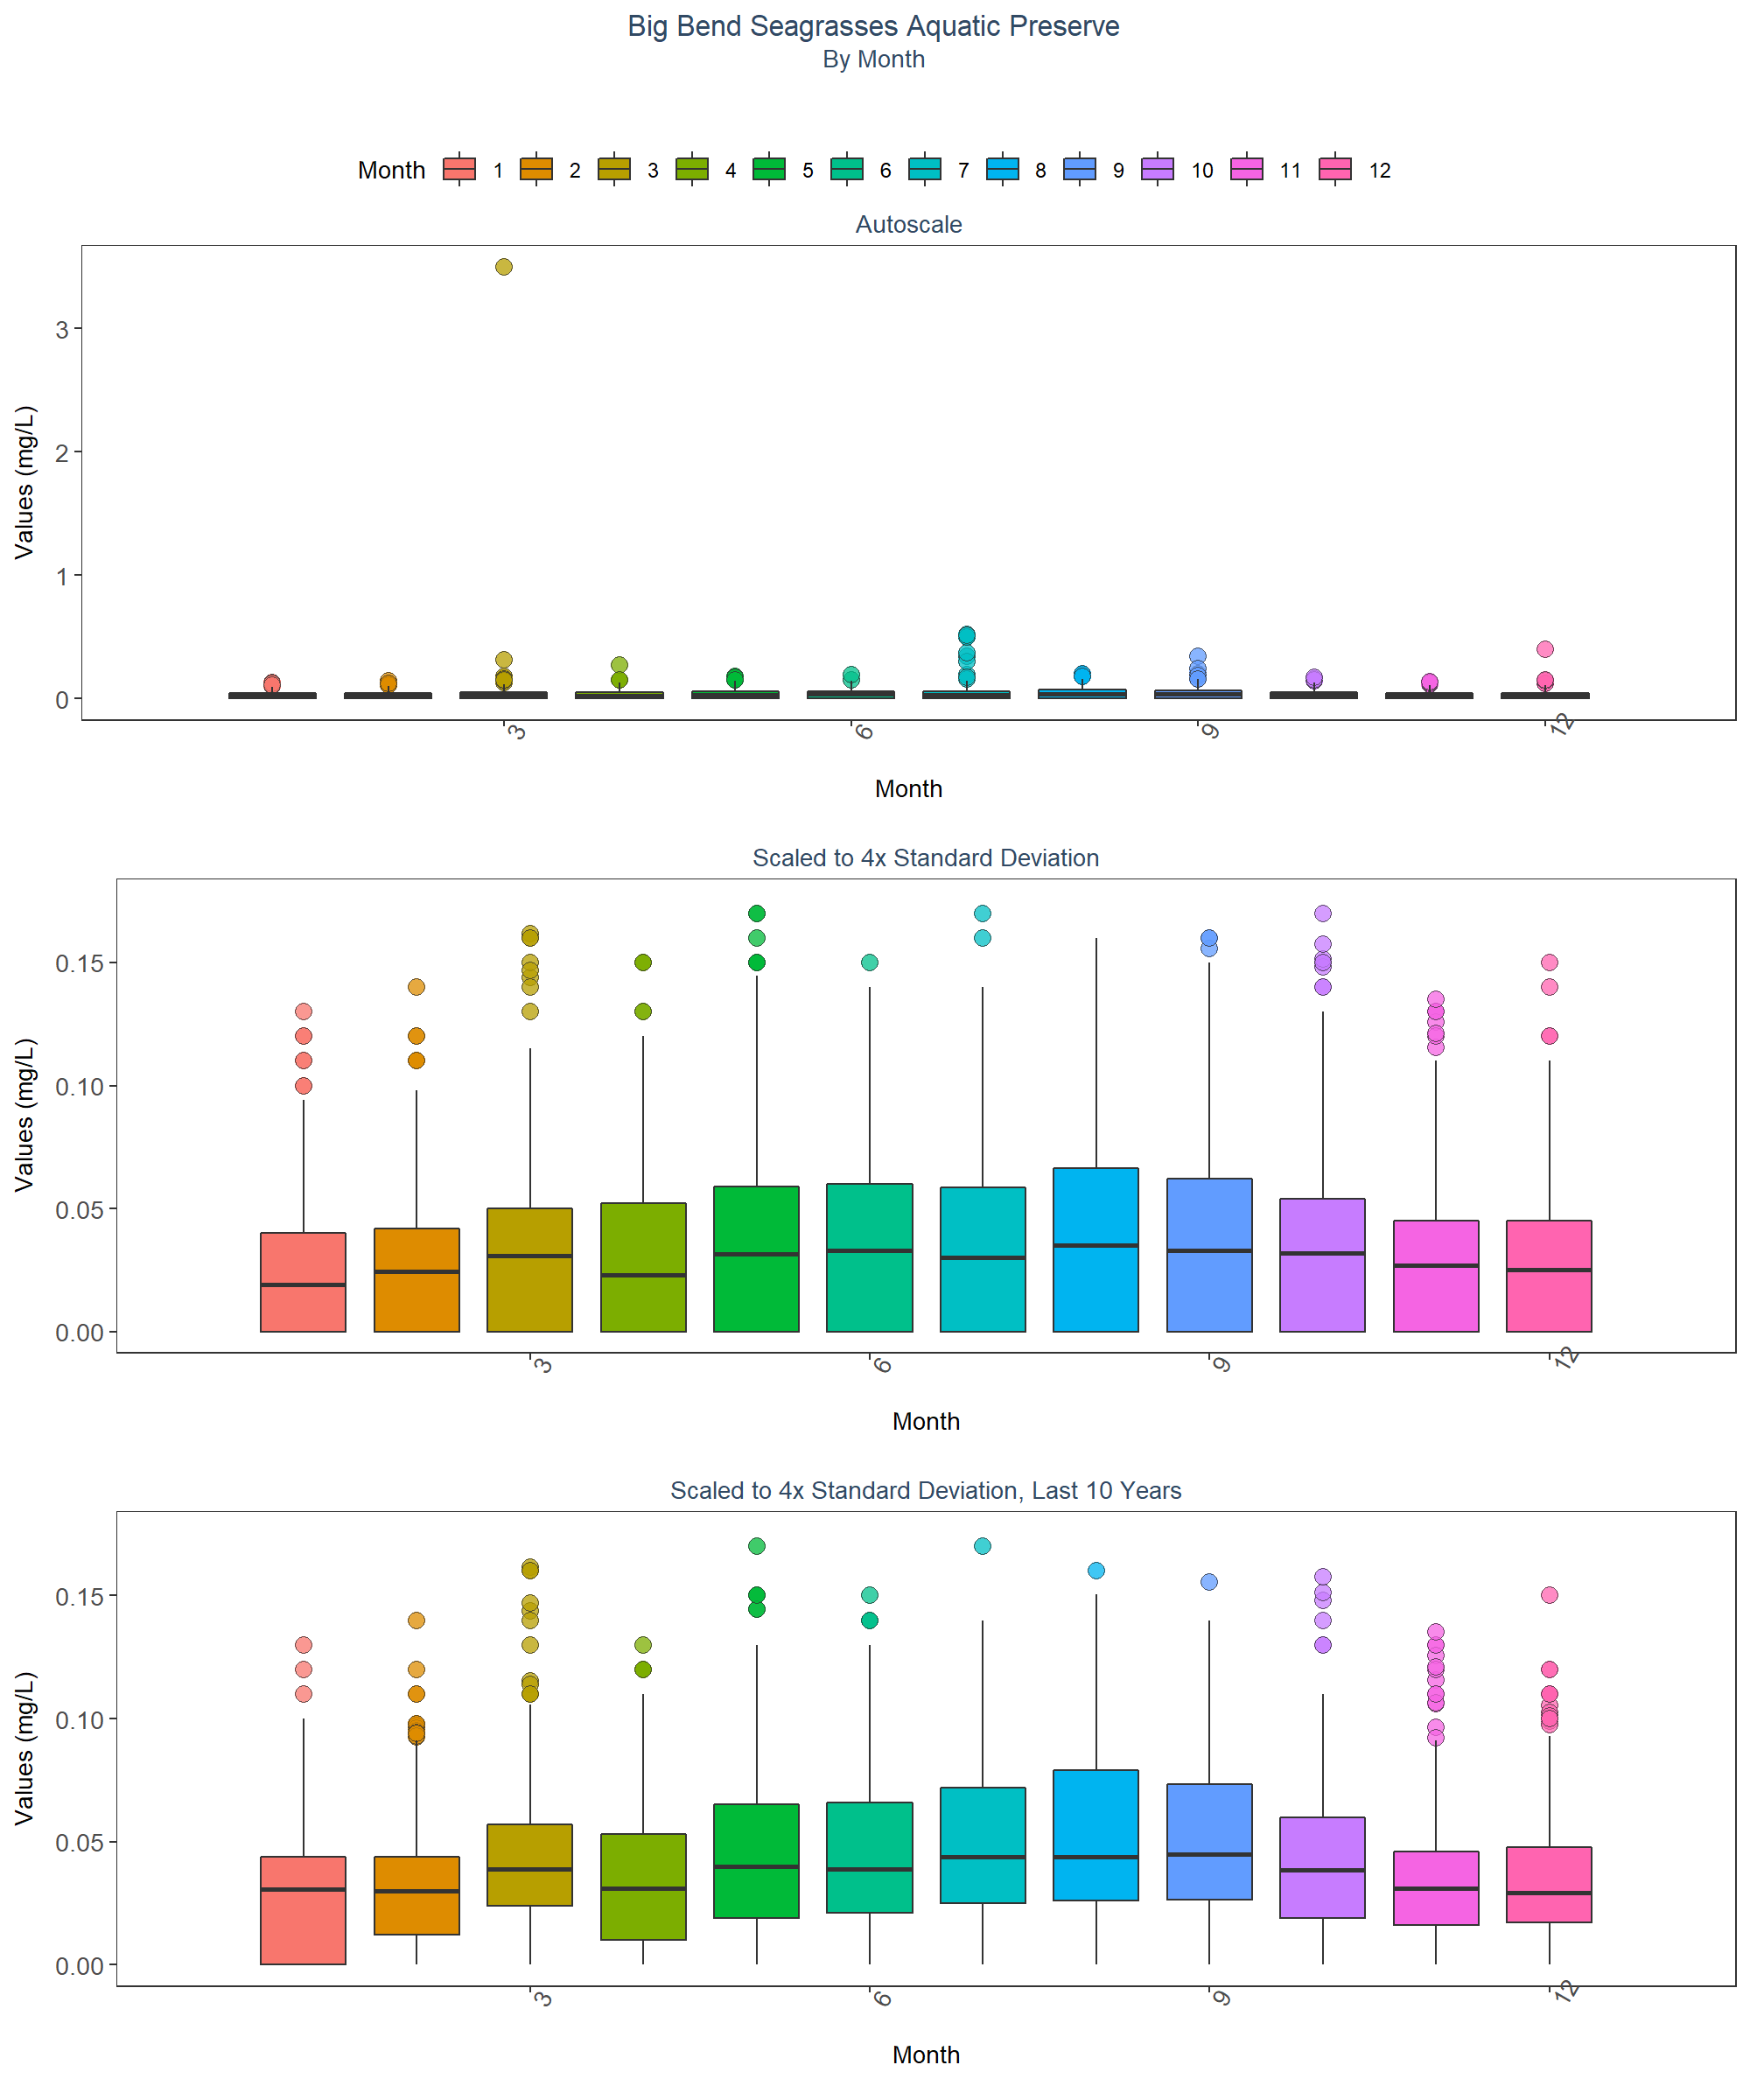 Big Bend Seagrasses Aquatic Preserve
By Month
Month 1 2 3 4 5 6 7 8 9 10 11 12
Autoscale
Values (mg/L)
3
2
1
0
3 6 9 12
Month
Scaled to 4x Standard Deviation
Values (mg/L)
0.15
0.10
0.05
0.00
3 6 9 12
Month
Scaled to 4x Standard Deviation, Last 10 Years
Values (mg/L)
0.15
0.10
0.05
0.00
3 6 9 12
Month